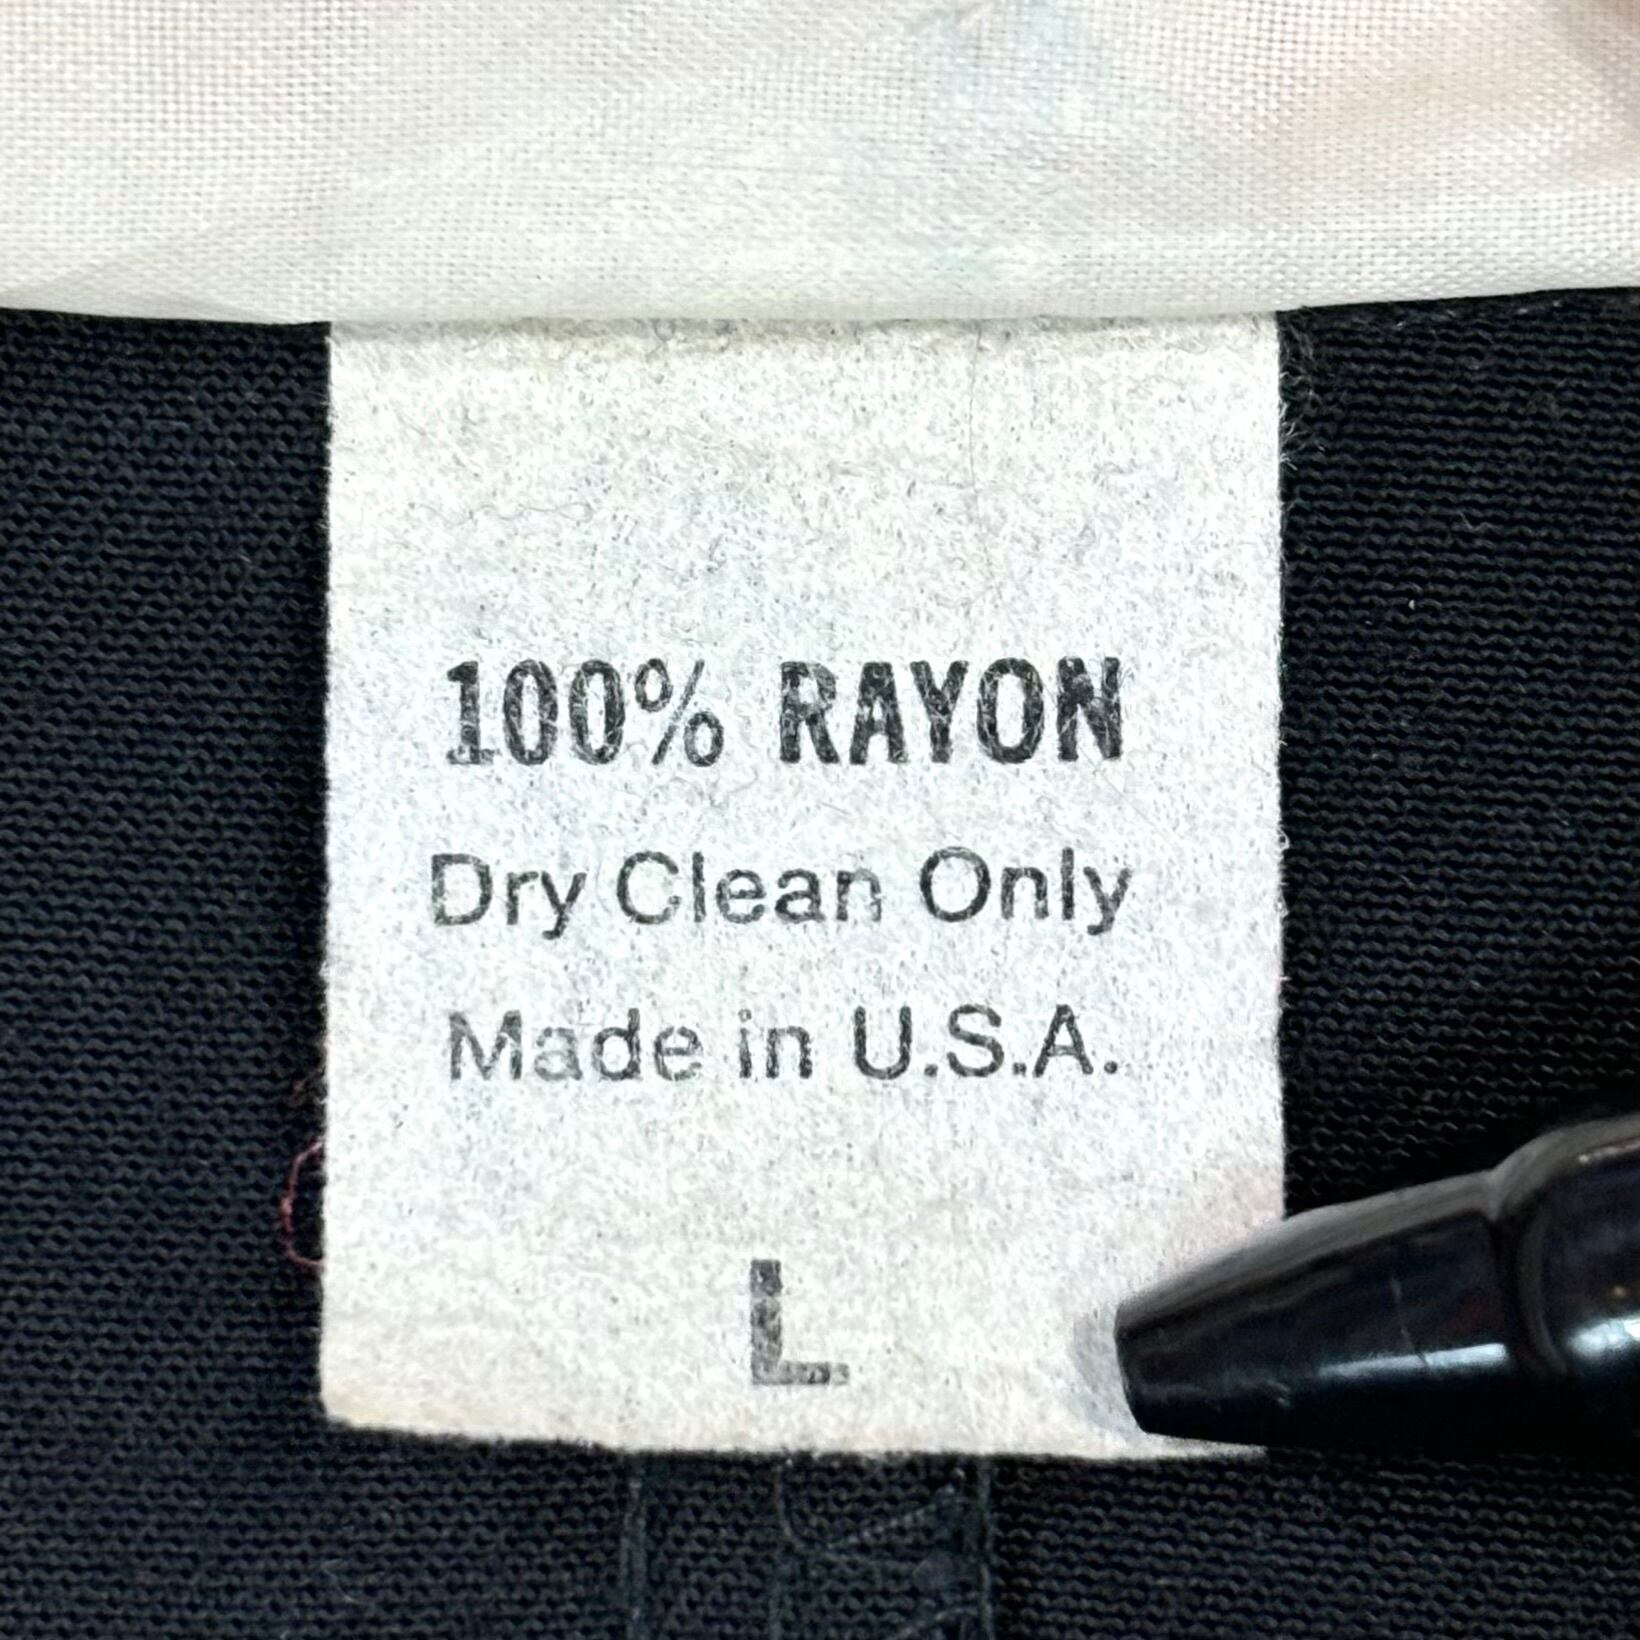 100% RAYON
Dry Clean Only
Made in U.S.A.
L